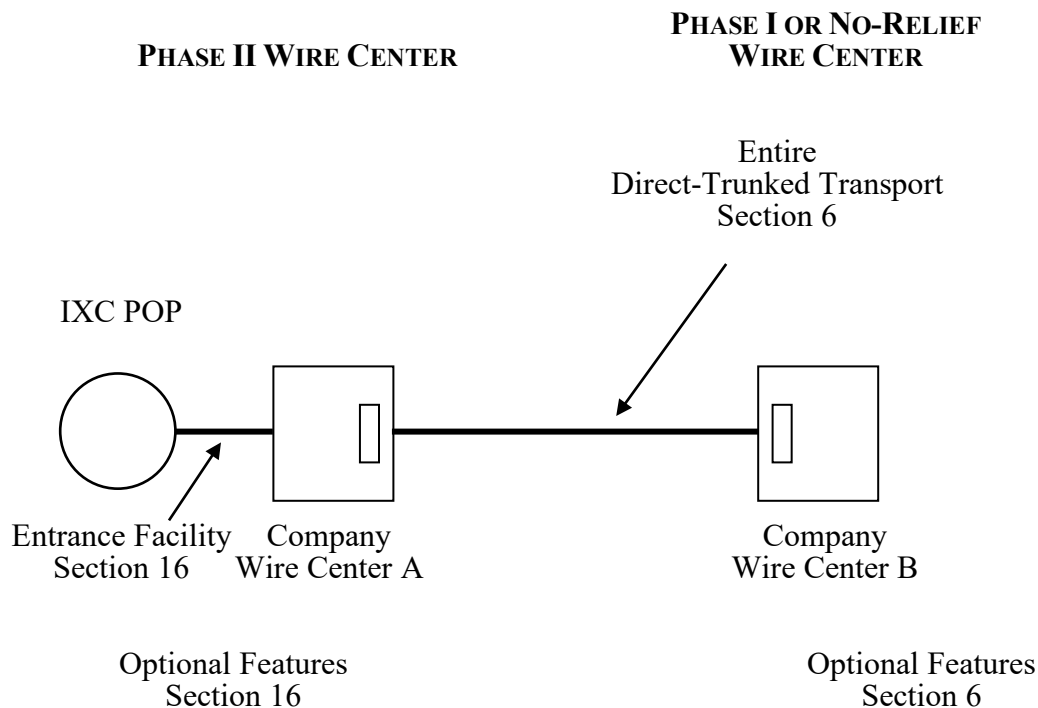 PHASE II WIRE CENTER
PHASE I OR NO-RELIEF
WIRE CENTER
Entire
Direct-Trunked Transport
Section 6
IXC POP
Entrance Facility
Section 16
Company
Wire Center A
Company
Wire Center B
Optional Features
Section 16
Optional Features
Section 6